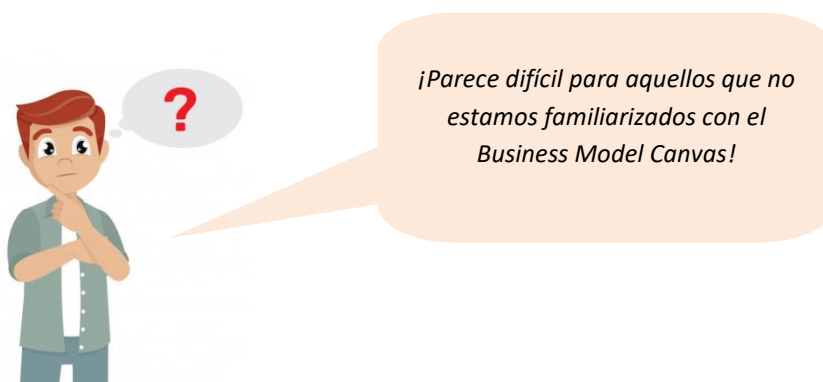 ?
¡Parece difícil para aquellos que no
estamos familiarizados con el
Business Model Canvas!